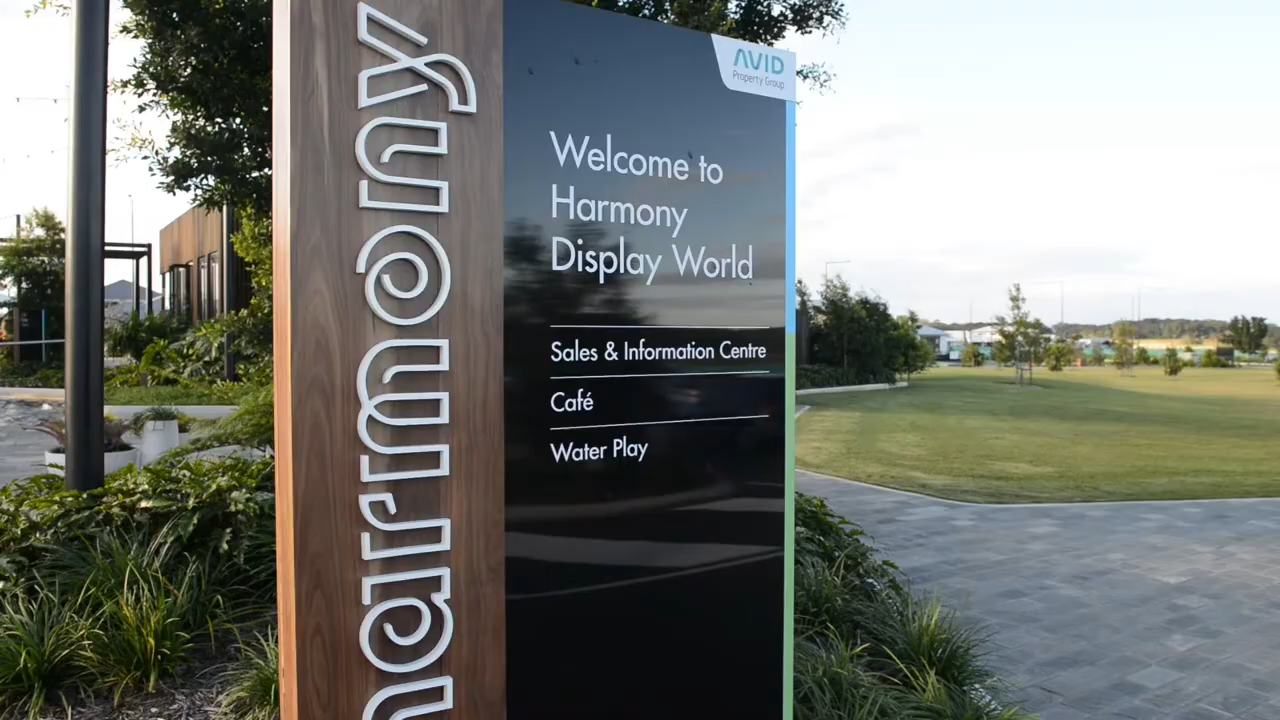 harmony
AVID
Property Group
Welcome to
Harmony
Display World
Sales & Information Centre
Café
Water Play